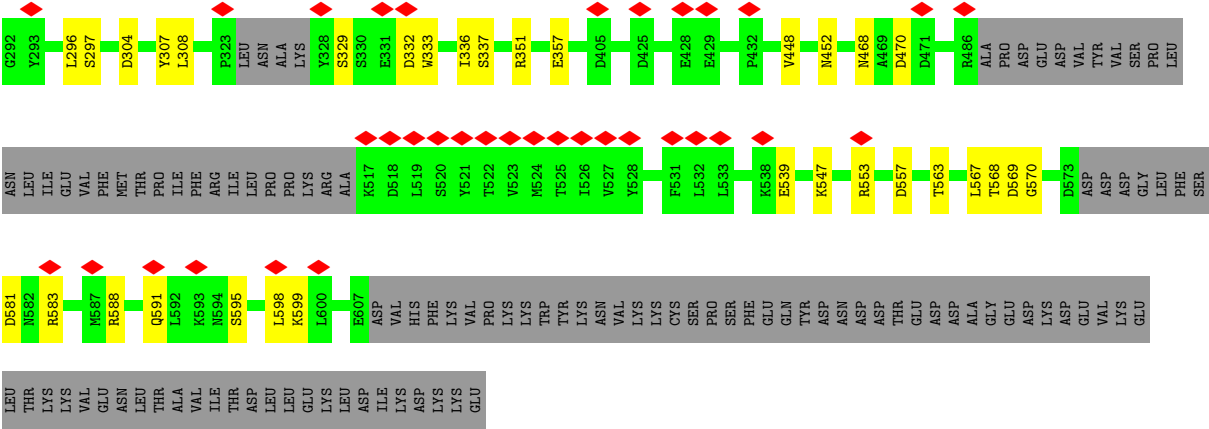 G292 Y293 L296 S297 D304 Y307 L308 P323 LEU ASN ALA LYS Y328 S329 S330 E331 D332 W333 I336 S337 R351 E357 D405 D425 E428 E429 P432 V448 N452 N468 A469 D470 D471 R486 ALA PRO ASP GLU ASP VAL TYR VAL SER PRO LEU
ASN LEU ILE GLU VAL PHE MET THR PRO ILE PHE ARG ILE LEU PRO PRO LYS ARG ALA K517 D518 L519 S520 Y521 T522 V523 M524 T525 I526 V527 Y528 F531 L532 L533 K538 E539 K547 R553 D557 T563 L567 T568 D569 G570 D573 ASP ASP ASP GLY LEU PHE SER
D581 N582 R583 M587 R588 Q591 L592 K593 N594 S595 L598 K599 L600 E607 ASP VAL HIS PHE LYS VAL PRO LYS LYS TRP TYR LYS ASN VAL LYS LYS CYS SER PRO SER PHE GLU GLN TYR ASP ASN ASP ASP THR GLU ASP ASP ALA GLY GLU ASP LYS ASP GLU VAL LYS GLU
LEU THR LYS LYS VAL GLU ASN LEU THR ALA VAL ILE THR ASP LEU LEU GLU LYS LEU ASP ILE LYS ASP LYS LYS GLU